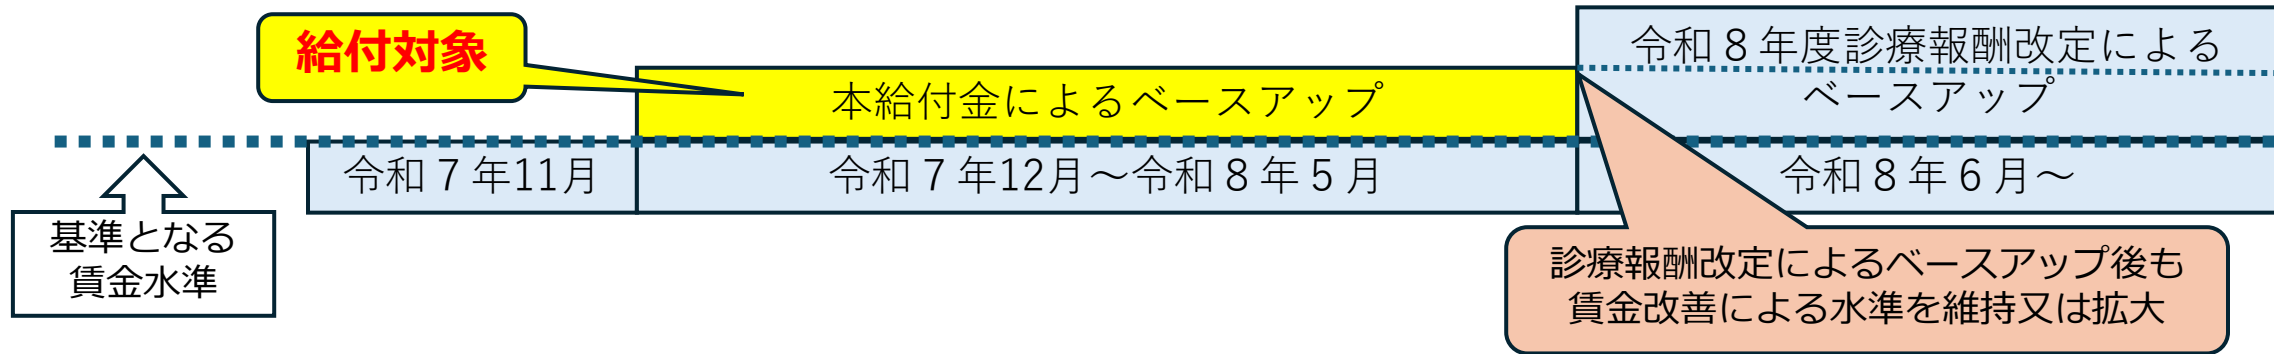 給付対象
本給付金によるベースアップ
令和８年度診療報酬改定による
ベースアップ
令和７年11月
令和７年12月～令和８年５月
令和８年６月～
基準となる
賃金水準
診療報酬改定によるベースアップ後も
賃金改善による水準を維持又は拡大